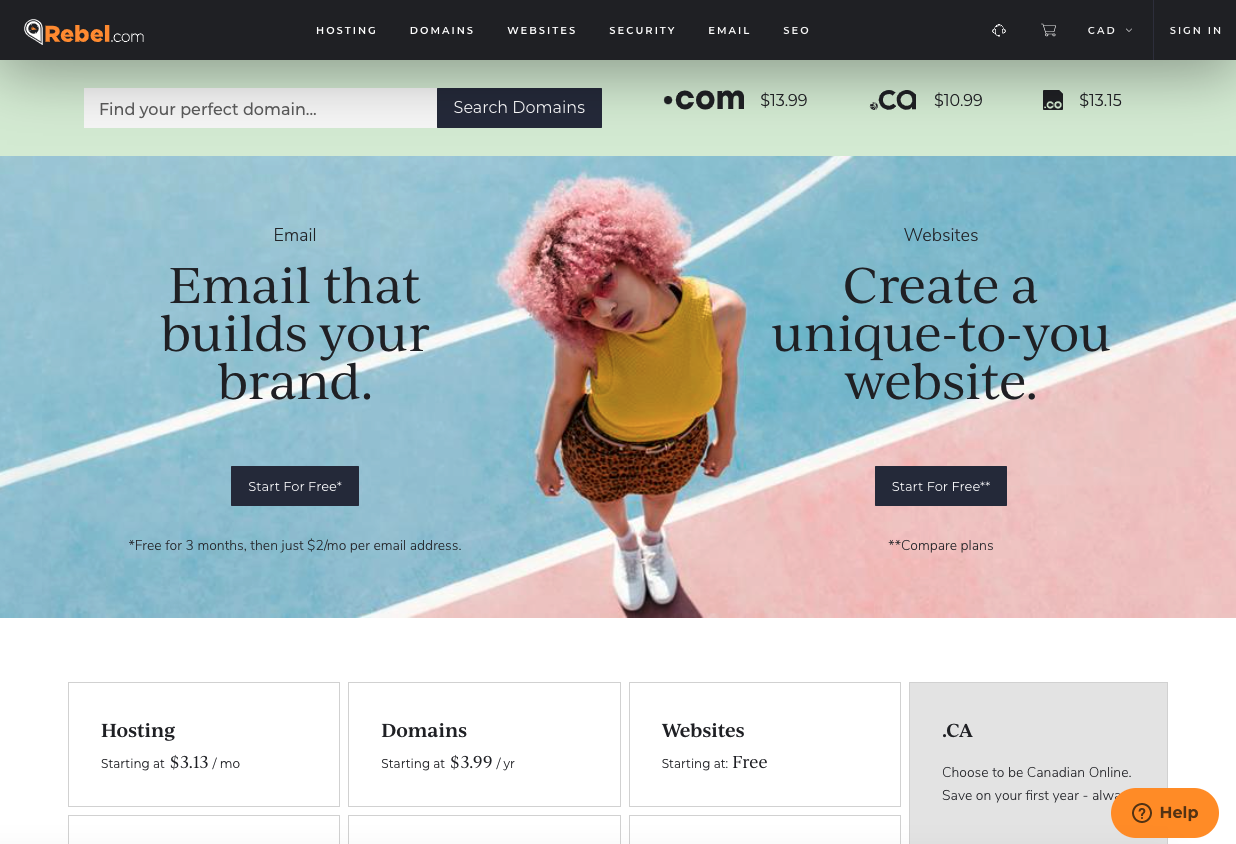 Rebel.com
HOSTING DOMAINS WEBSITES SECURITY EMAIL SEO CAD SIGN IN
Find your perfect domain... Search Domains
.com $13.99 .ca $10.99 .co $13.15
Email
Email that
builds your
brand.
Start For Free*
*Free for 3 months, then just $2/mo per email address.
Websites
Create a
unique-to-you
website.
Start For Free**
**Compare plans
Hosting
Starting at $3.13 / mo
Domains
Starting at $3.99 / yr
Websites
Starting at: Free
.CA
Choose to be Canadian Online.
Save on your first year -
Help